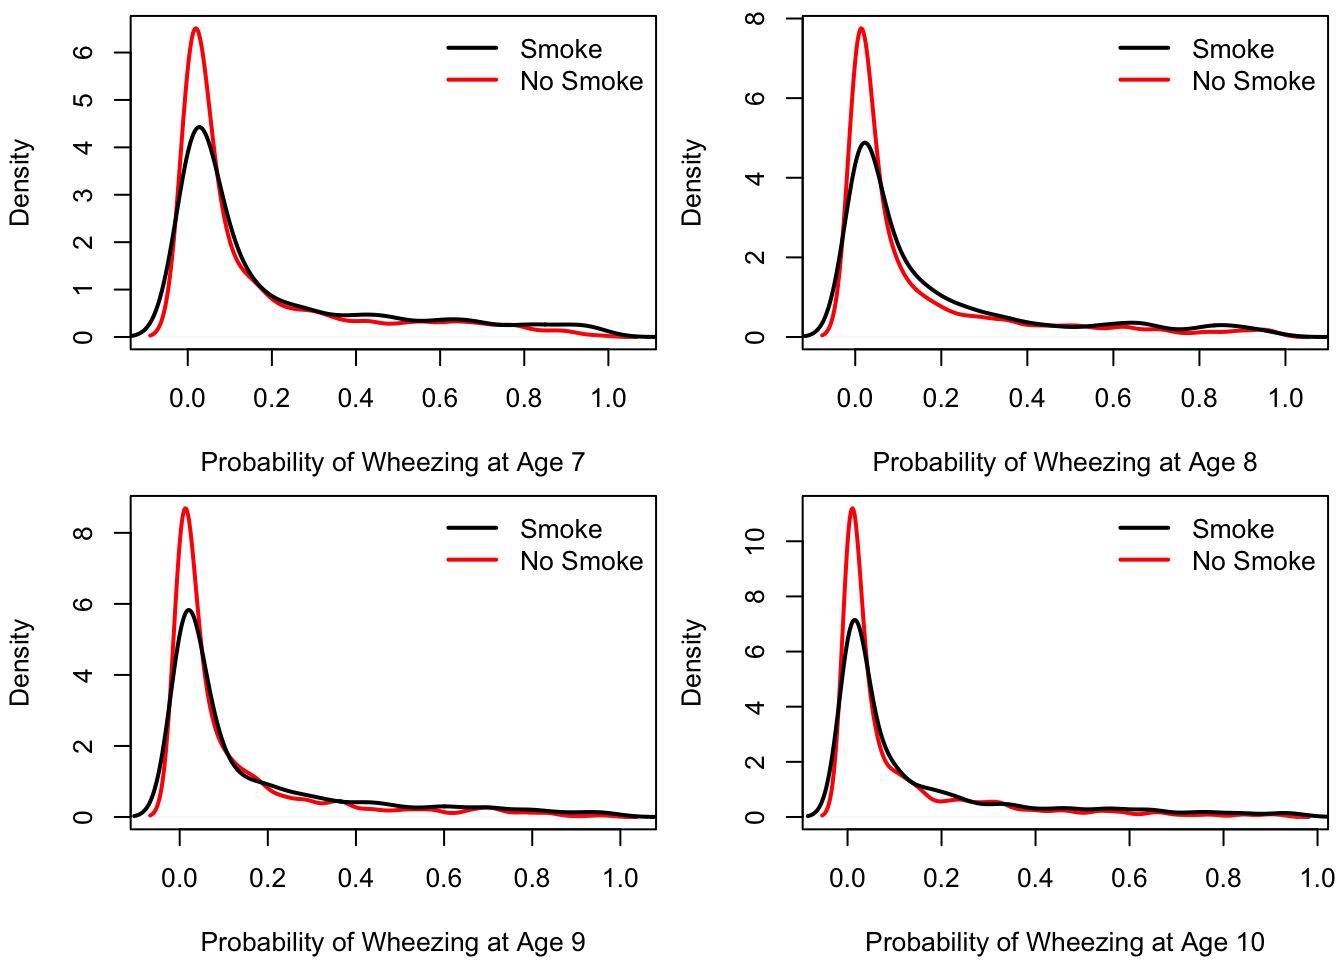 Smoke
No Smoke
Density
0 1 2 3 4 5 6
0.0 0.2 0.4 0.6 0.8 1.0
Probability of Wheezing at Age 7
Smoke
No Smoke
Density
0 2 4 6 8
0.0 0.2 0.4 0.6 0.8 1.0
Probability of Wheezing at Age 8
Smoke
No Smoke
Density
0 2 4 6 8
0.0 0.2 0.4 0.6 0.8 1.0
Probability of Wheezing at Age 9
Smoke
No Smoke
Density
0 2 4 6 8 10
0.0 0.2 0.4 0.6 0.8 1.0
Probability of Wheezing at Age 10